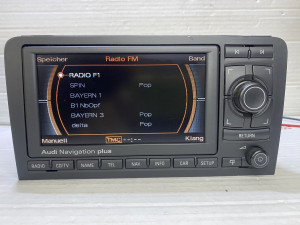 Speicher Radio FM Band
RADIO F1
SPIN Pop
BAYERN 1
B1 NbOpf
BAYERN 3 Pop
delta Pop
Manuell TMC --:-- Klang
Audi Navigation plus
RETURN
RADIO CD/TV NAME TEL NAV INFO CAR SETUP